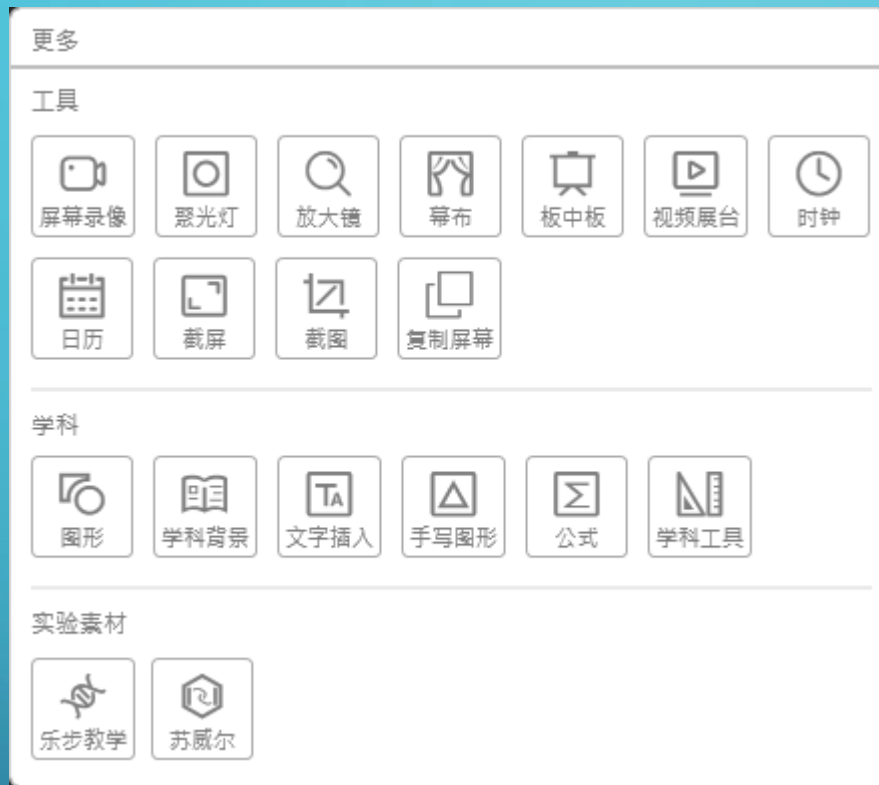 更多
工具
屏幕录像 聚光灯 放大镜 幕布 板中板 视频展台 时钟
日历 截屏 截图 复制屏幕
学科
图形 学科背景 文字插入 手写图形 公式 学科工具
实验素材
乐步教学 苏威尔